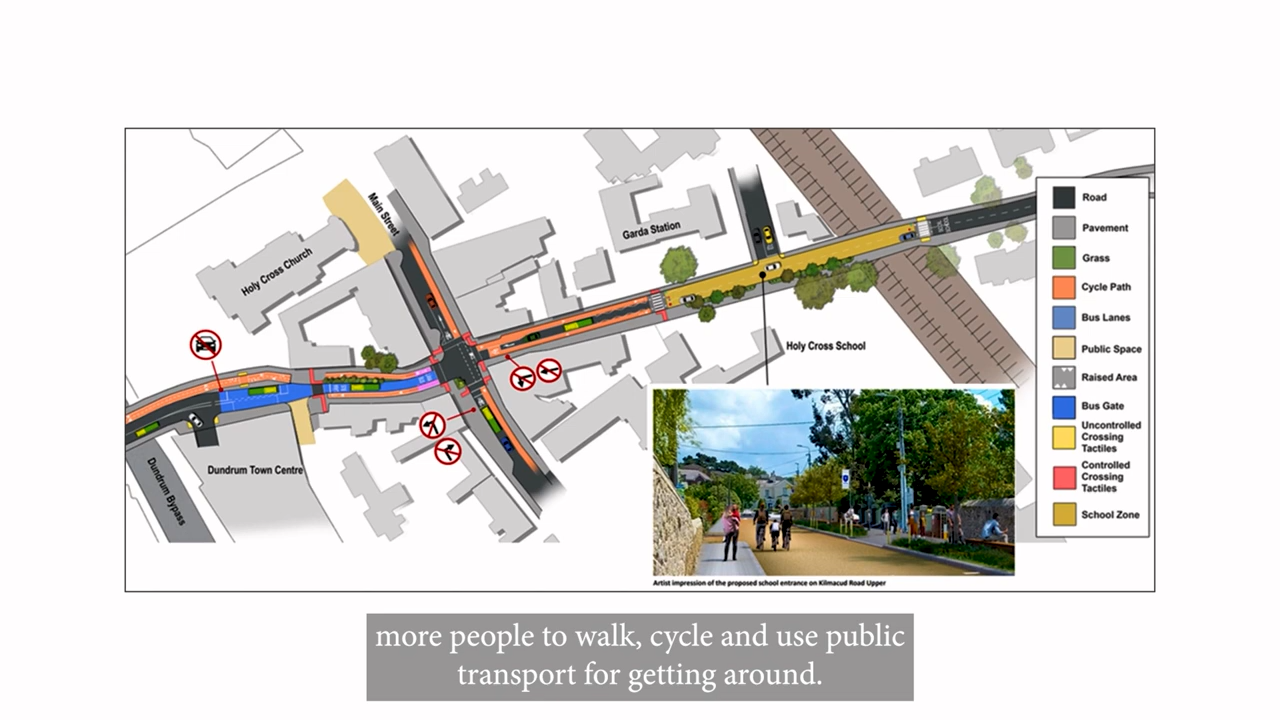 Main Street
Garda Station
Holy Cross Church
Holy Cross School
Dundrum Town Centre
Dundrum Bypass
Road
Pavement
Grass
Cycle Path
Bus Lanes
Public Space
Raised Area
Bus Gate
Uncontrolled
Crossing
Tactiles
Controlled
Crossing
Tactiles
School Zone
Artist impression of the proposed school entrance on Kilmacud Road Upper
more people to walk, cycle and use public
transport for getting around.